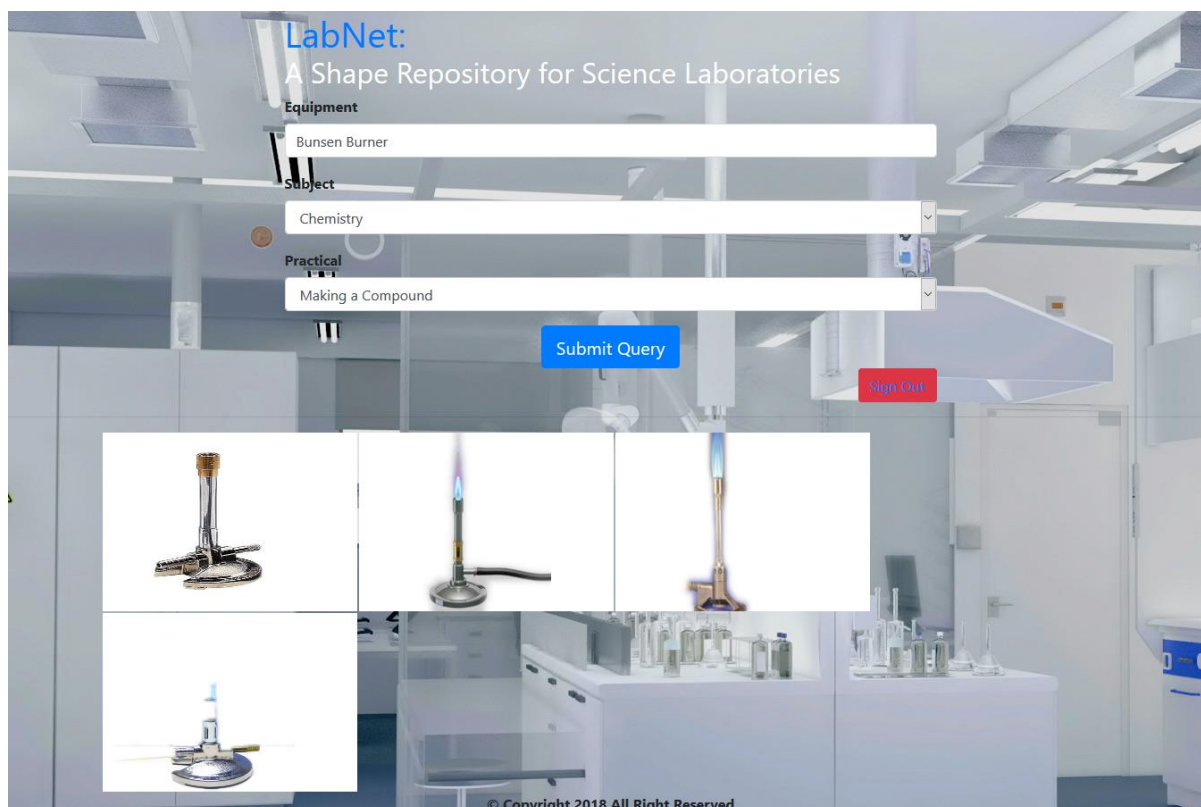 LabNet:
A Shape Repository for Science Laboratories
Equipment
Bunsen Burner
Subject
Chemistry
Practical
Making a Compound
Submit Query
Sign Out
© Copyright 2018 All Right Reserved